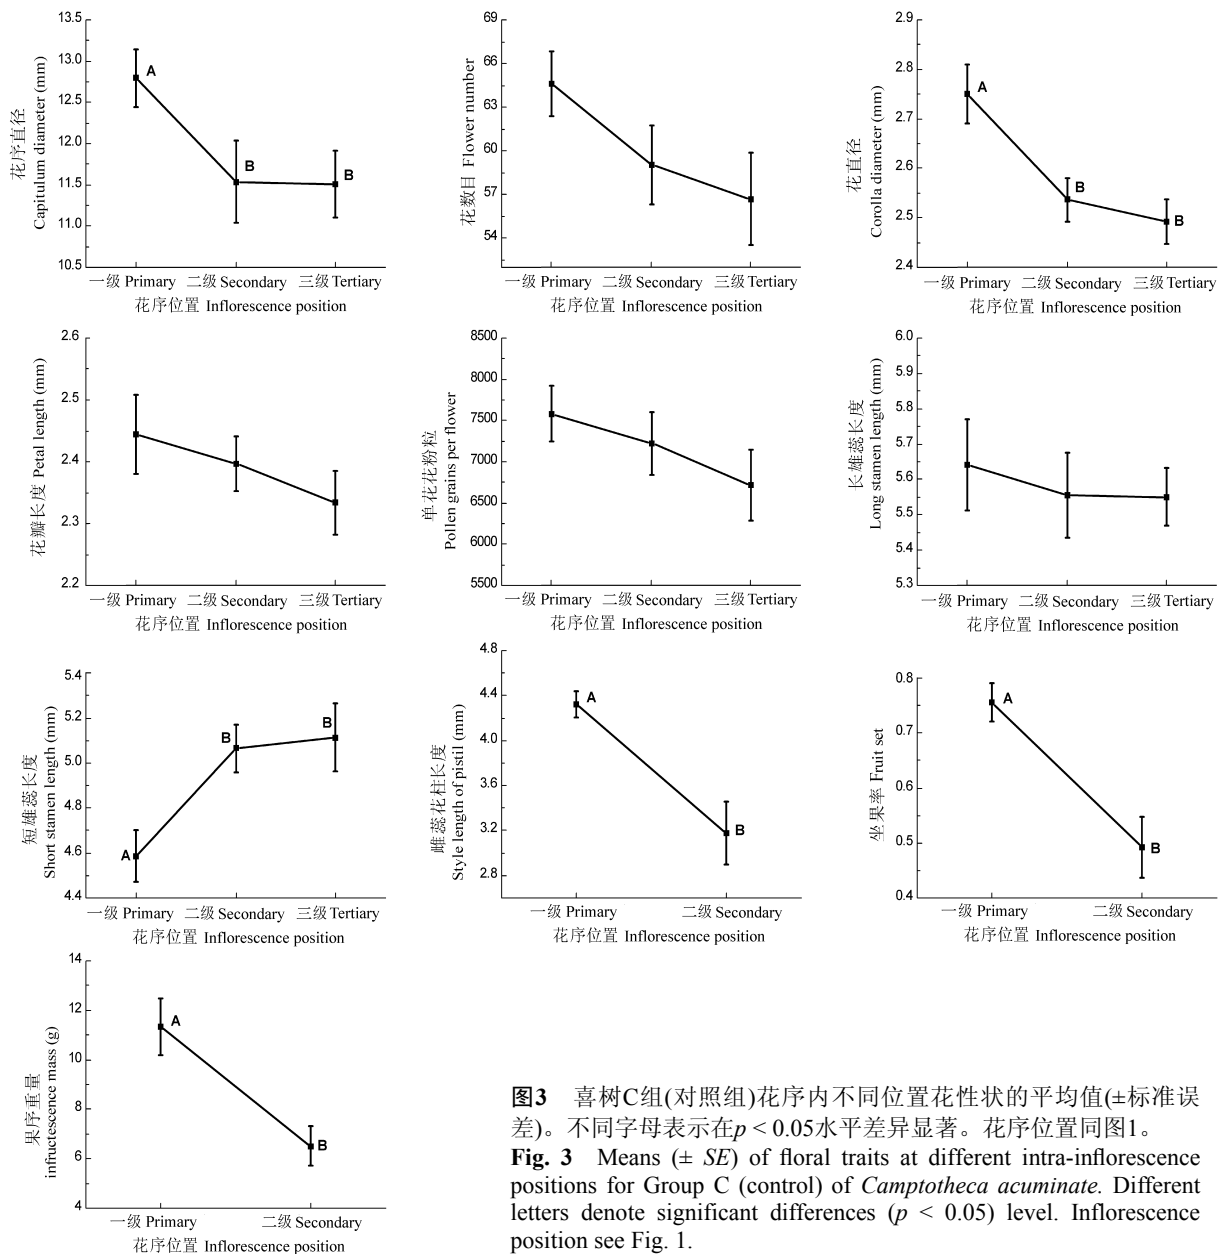 花序直径
Capitulum diameter (mm)
13.5
13.0
12.5
12.0
11.5
11.0
10.5
A
B
B
一级 Primary 二级 Secondary 三级 Tertiary
花序位置 Inflorescence position
花数目 Flower number
69
66
63
60
57
54
一级 Primary 二级 Secondary 三级 Tertiary
花序位置 Inflorescence position
花直径
Corolla diameter (mm)
2.9
2.8
2.7
2.6
2.5
2.4
A
B
B
一级 Primary 二级 Secondary 三级 Tertiary
花序位置 Inflorescence position
花瓣长度 Petal length (mm)
2.6
2.5
2.4
2.3
2.2
一级 Primary 二级 Secondary 三级 Tertiary
花序位置 Inflorescence position
单花花粉粒
Pollen grains per flower
8500
8000
7500
7000
6500
6000
5500
一级 Primary 二级 Secondary 三级 Tertiary
花序位置 Inflorescence position
长雄蕊长度
Long stamen length (mm)
6.0
5.9
5.8
5.7
5.6
5.5
5.4
5.3
一级 Primary 二级 Secondary 三级 Tertiary
花序位置 Inflorescence position
短雄蕊长度
Short stamen length (mm)
5.4
5.2
5.0
4.8
4.6
4.4
A
B
B
一级 Primary 二级 Secondary 三级 Tertiary
花序位置 Inflorescence position
雌蕊花柱长度
Style length of pistil (mm)
4.8
4.4
4.0
3.6
3.2
2.8
A
B
一级 Primary 二级 Secondary
花序位置 Inflorescence position
坐果率 Fruit set
0.8
0.7
0.6
0.5
0.4
A
B
一级 Primary 二级 Secondary
花序位置 Inflorescence position
果序重量
infructescence mass (g)
14
12
10
8
6
4
A
B
一级 Primary 二级 Secondary
花序位置 Inflorescence position
图3 喜树C组(对照组)花序内不同位置花性状的平均值(±标准误
差)。不同字母表示在p < 0.05水平差异显著。花序位置同图1。
Fig. 3 Means (± SE) of floral traits at different intra-inflorescence
positions for Group C (control) of Camptotheca acuminate. Different
letters denote significant differences (p < 0.05) level. Inflorescence
position see Fig. 1.